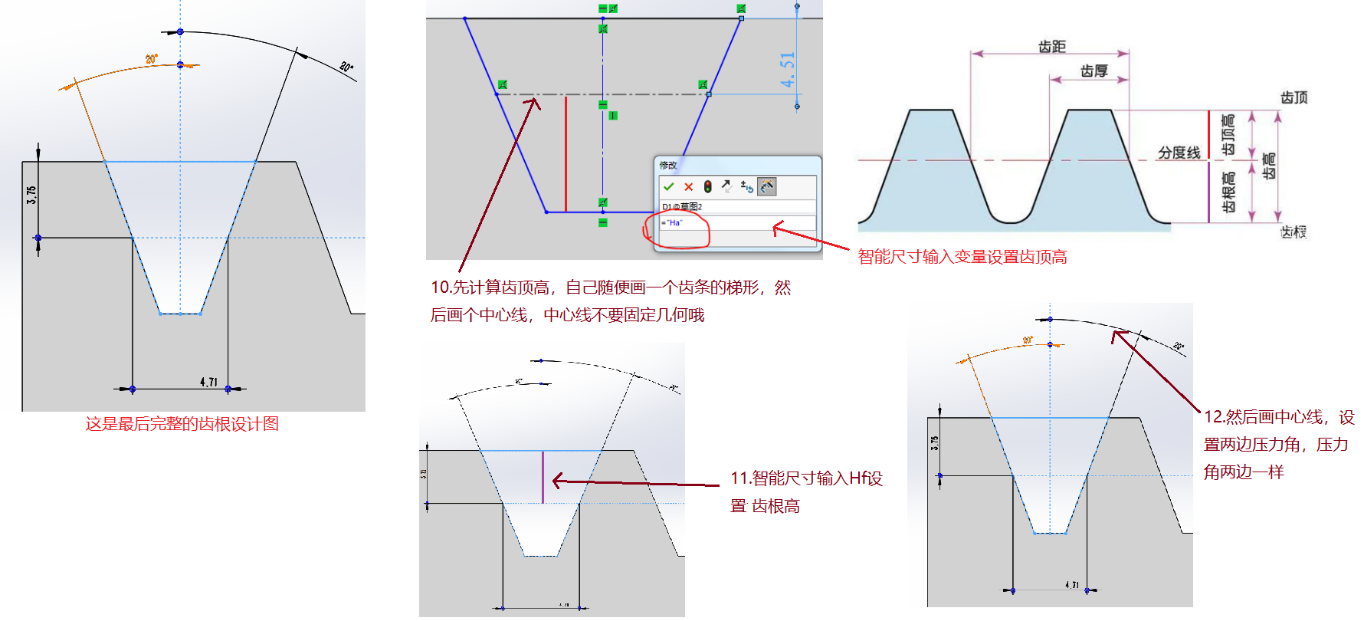 20°
20°
3.75
4.71
这是最后完整的齿根设计图
4.51
修改
D1@草图2
="Ha"
10.先计算齿顶高，自己随便画一个齿条的梯形，然
后画个中心线，中心线不要固定几何哦
齿距
齿厚
齿顶
齿顶高
分度线
齿高
齿根高
齿根
智能尺寸输入变量设置齿顶高
4.71
11.智能尺寸输入Hf设
置 齿根高
20°
20°
3.75
4.71
12.然后画中心线，设
置两边压力角，压力
角两边一样